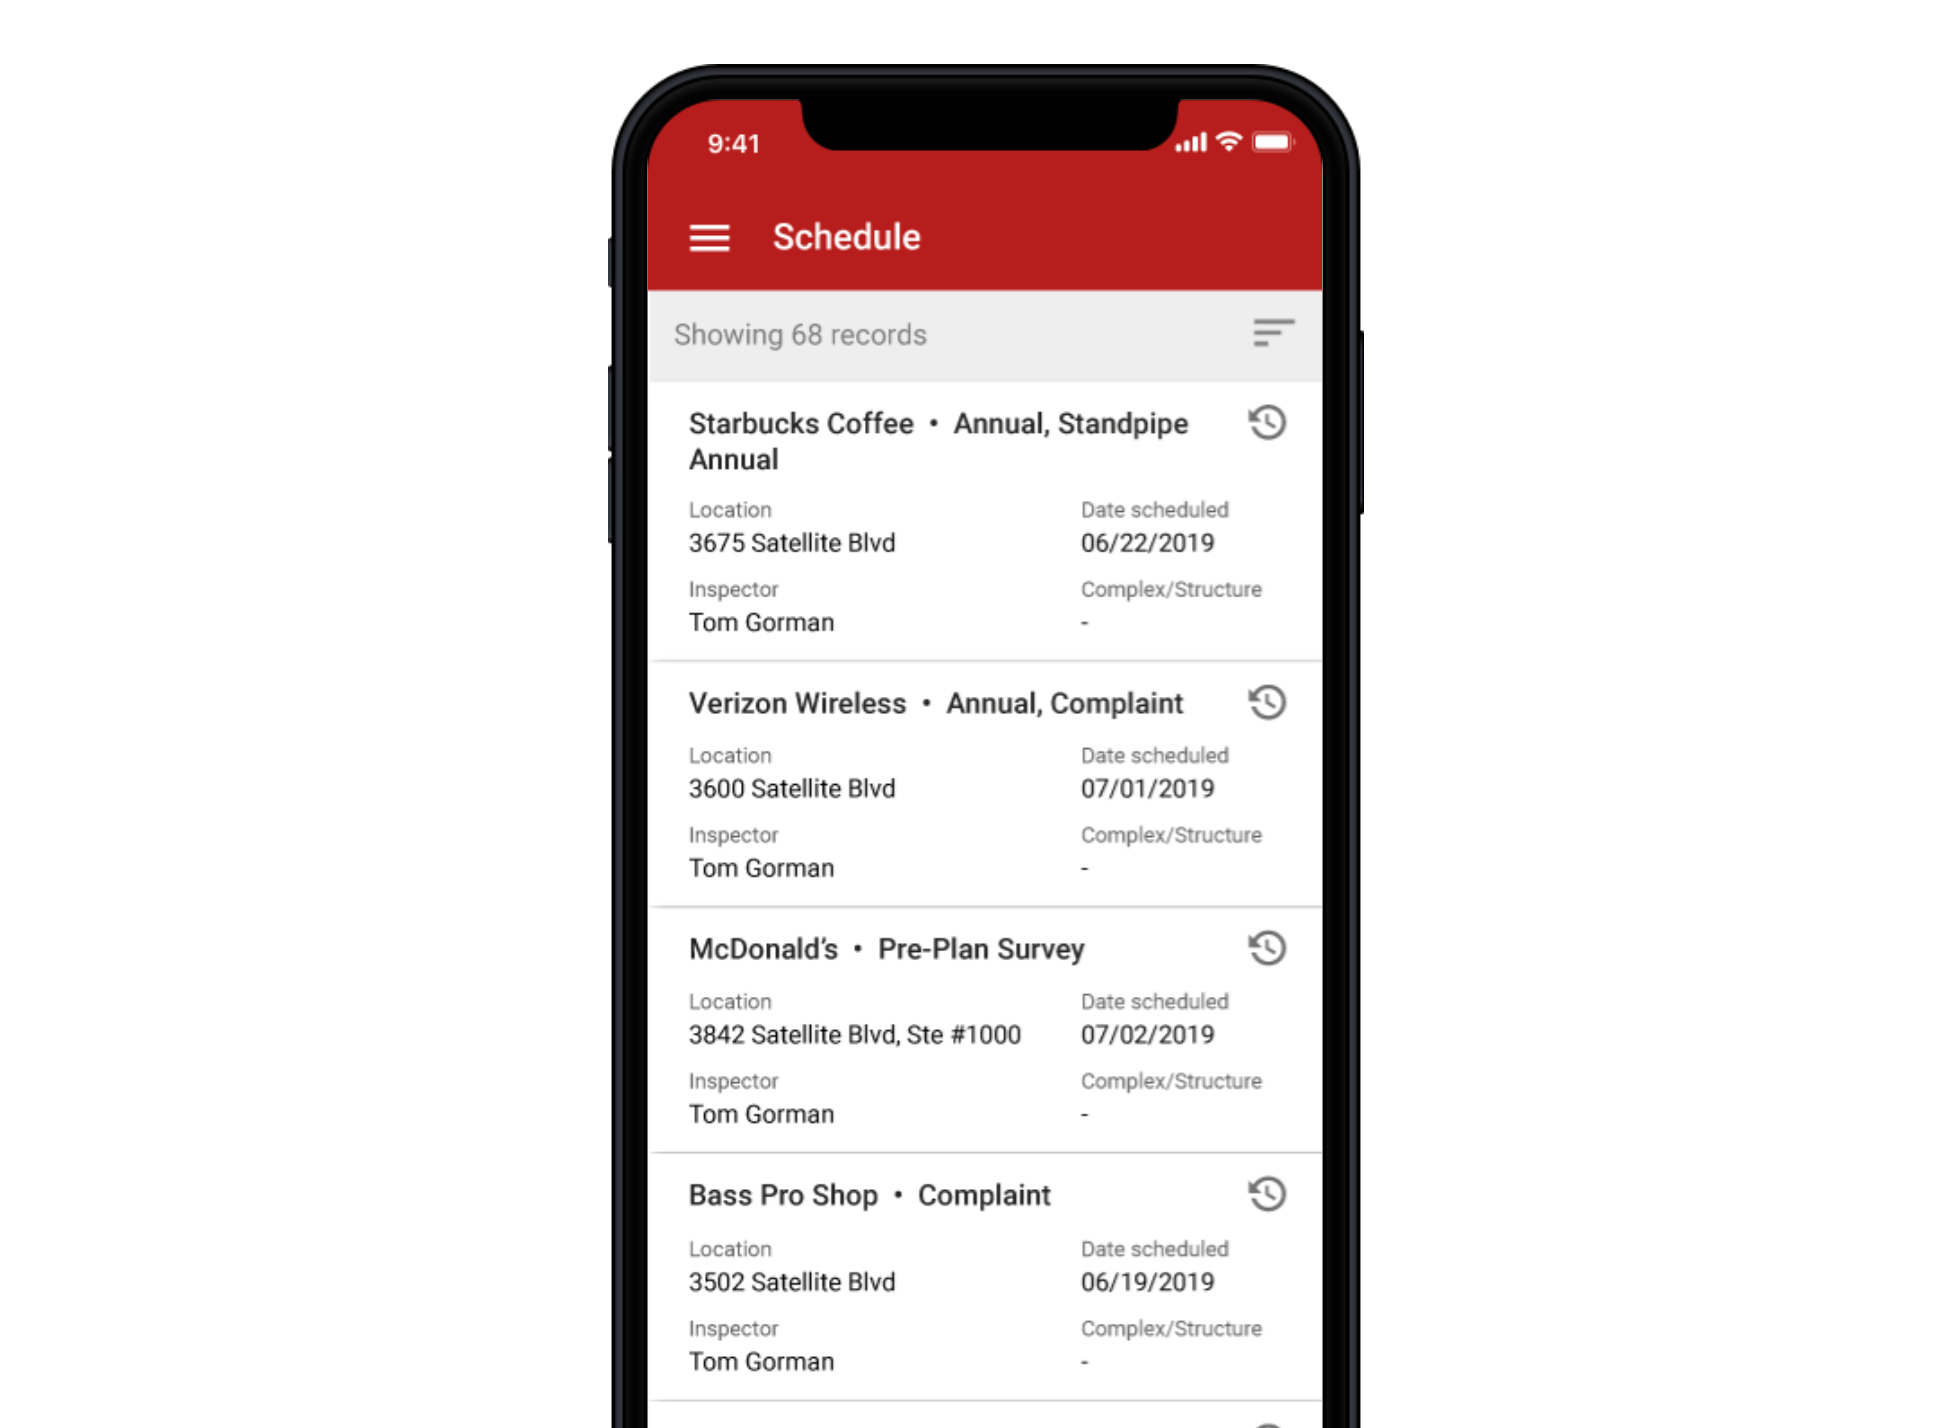 9:41
Schedule
Showing 68 records
Starbucks Coffee • Annual, Standpipe
Annual
Location
Date scheduled
3675 Satellite Blvd
06/22/2019
Inspector
Complex/Structure
Tom Gorman
-
Verizon Wireless • Annual, Complaint
Location
Date scheduled
3600 Satellite Blvd
07/01/2019
Inspector
Complex/Structure
Tom Gorman
-
McDonald’s • Pre-Plan Survey
Location
Date scheduled
3842 Satellite Blvd, Ste #1000
07/02/2019
Inspector
Complex/Structure
Tom Gorman
-
Bass Pro Shop • Complaint
Location
Date scheduled
3502 Satellite Blvd
06/19/2019
Inspector
Complex/Structure
Tom Gorman
-